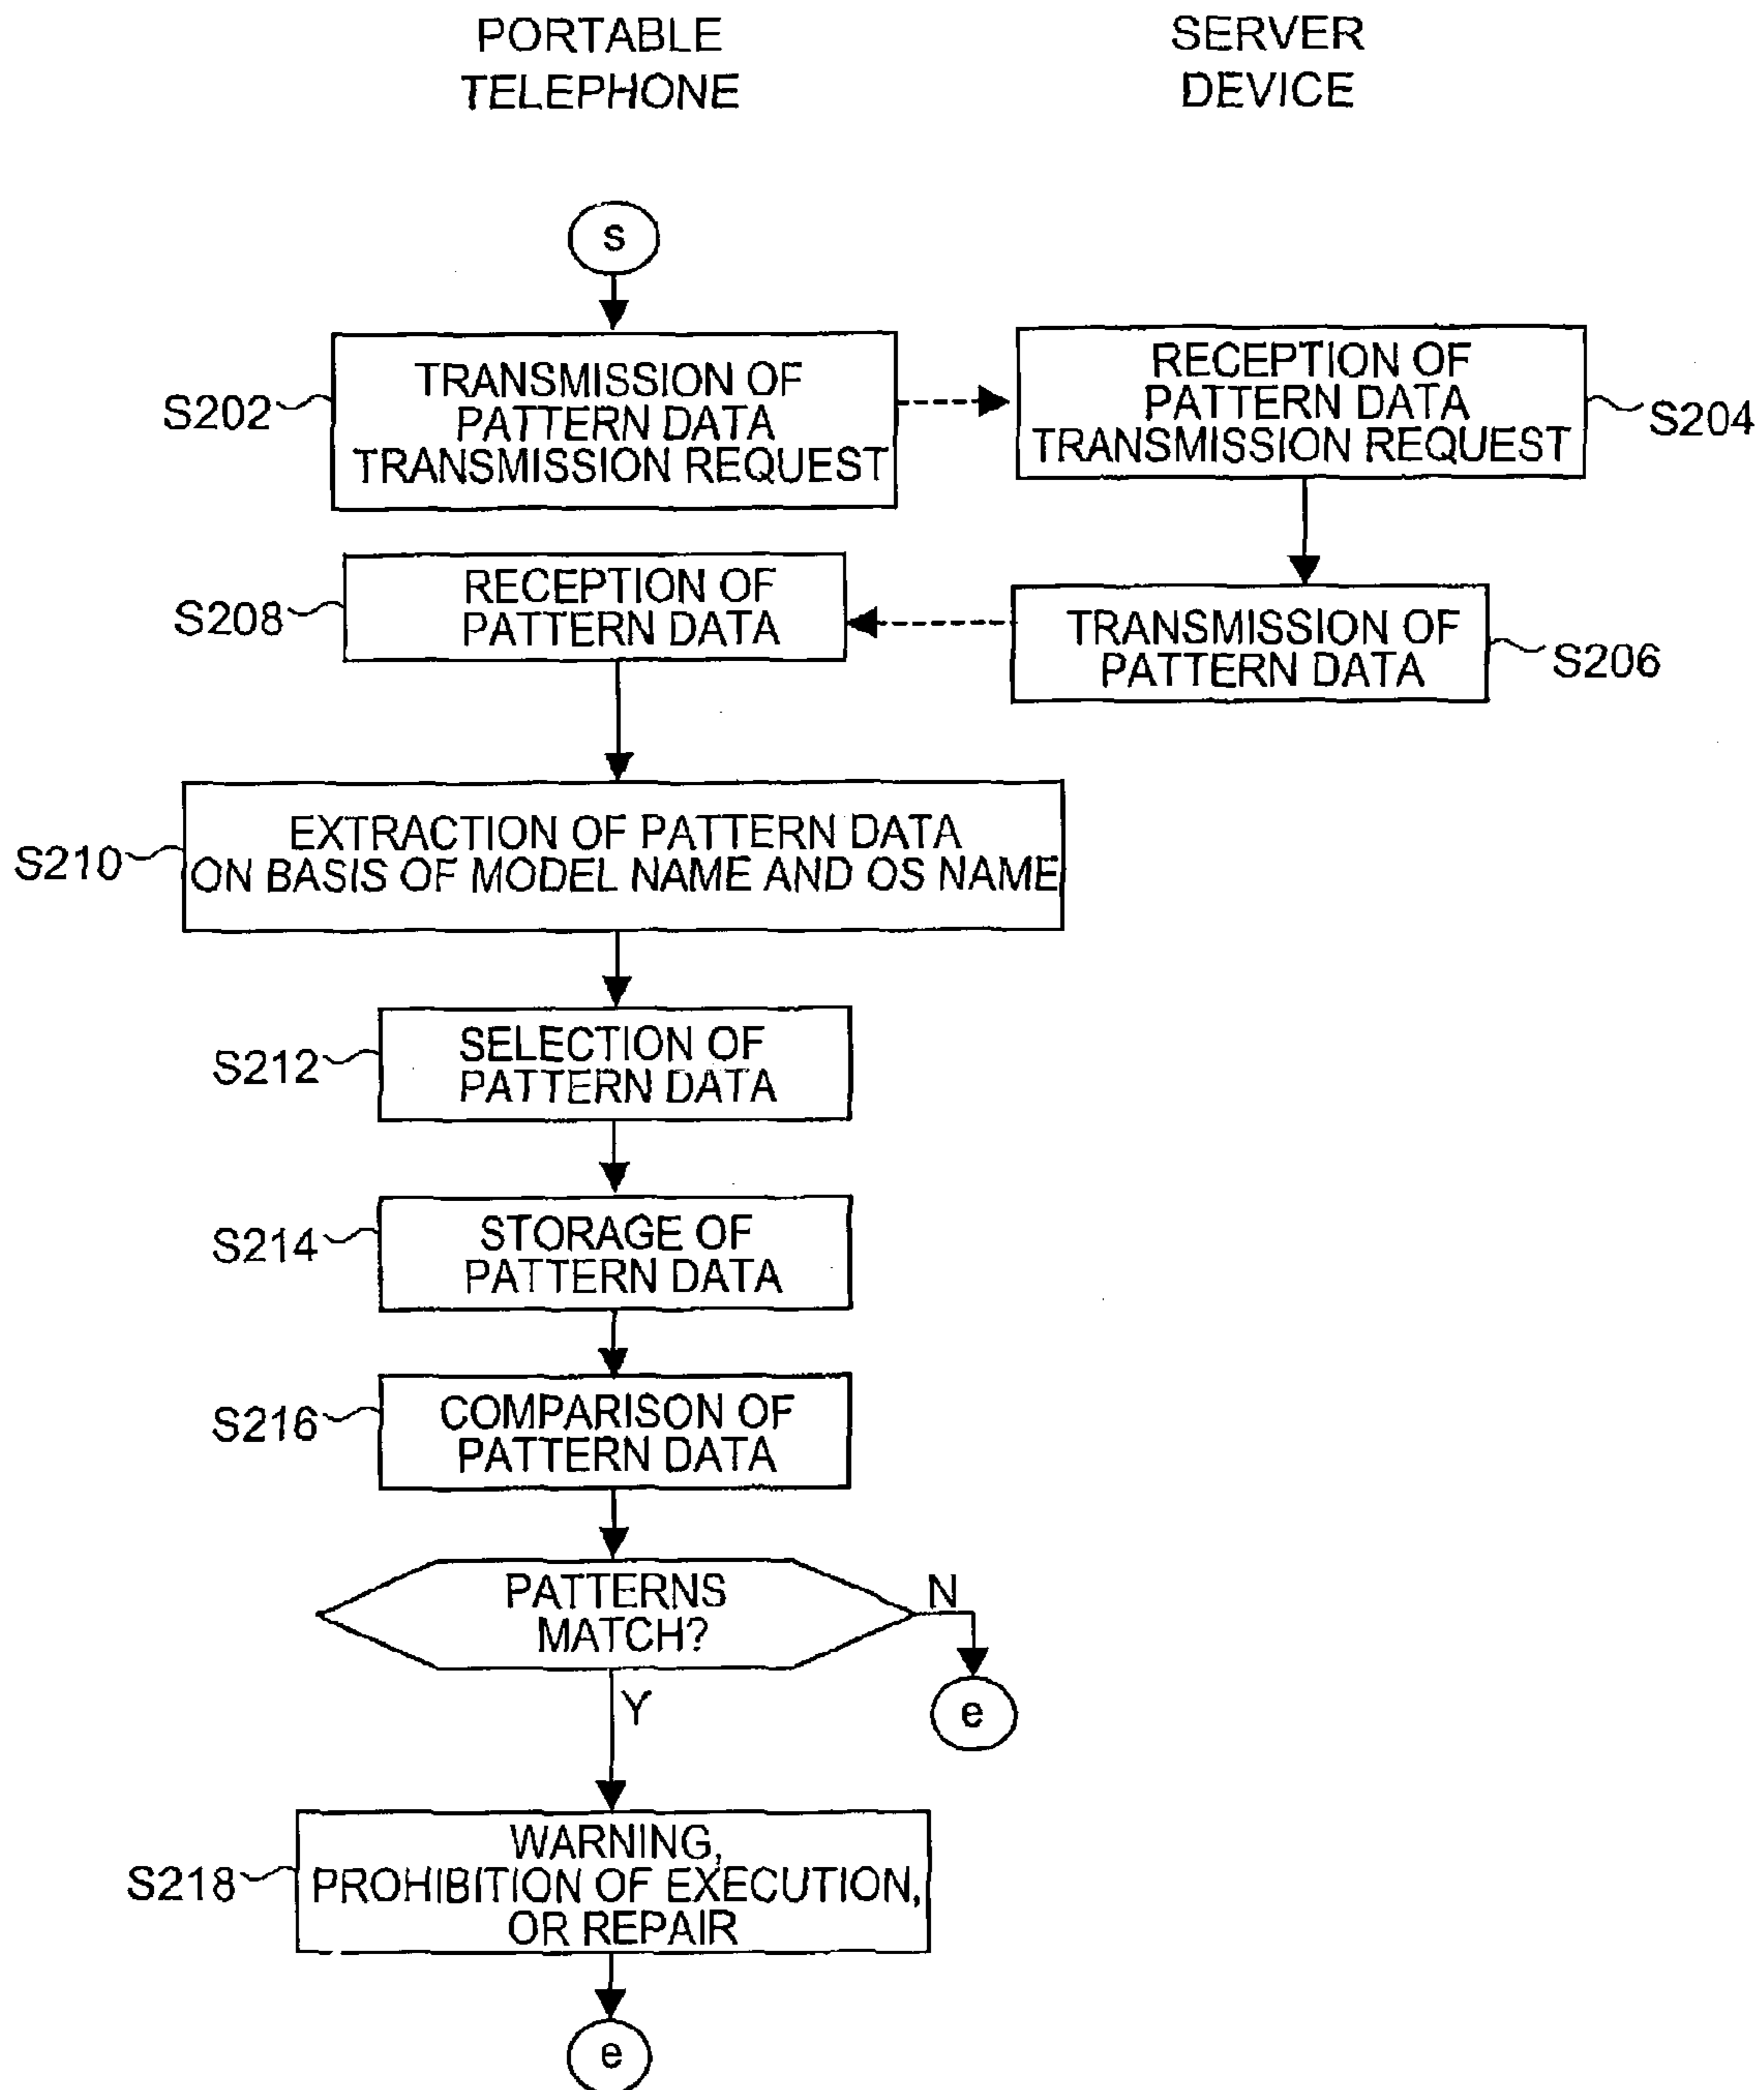 PORTABLE
TELEPHONE
SERVER
DEVICE
s
S202
TRANSMISSION OF
PATTERN DATA
TRANSMISSION REQUEST
RECEPTION OF
PATTERN DATA
TRANSMISSION REQUEST
S204
S208
RECEPTION OF
PATTERN DATA
TRANSMISSION OF
PATTERN DATA
S206
S210
EXTRACTION OF PATTERN DATA
ON BASIS OF MODEL NAME AND OS NAME
S212
SELECTION OF
PATTERN DATA
S214
STORAGE OF
PATTERN DATA
S216
COMPARISON OF
PATTERN DATA
PATTERNS
MATCH?
N
e
Y
S218
WARNING,
PROHIBITION OF EXECUTION,
OR REPAIR
e